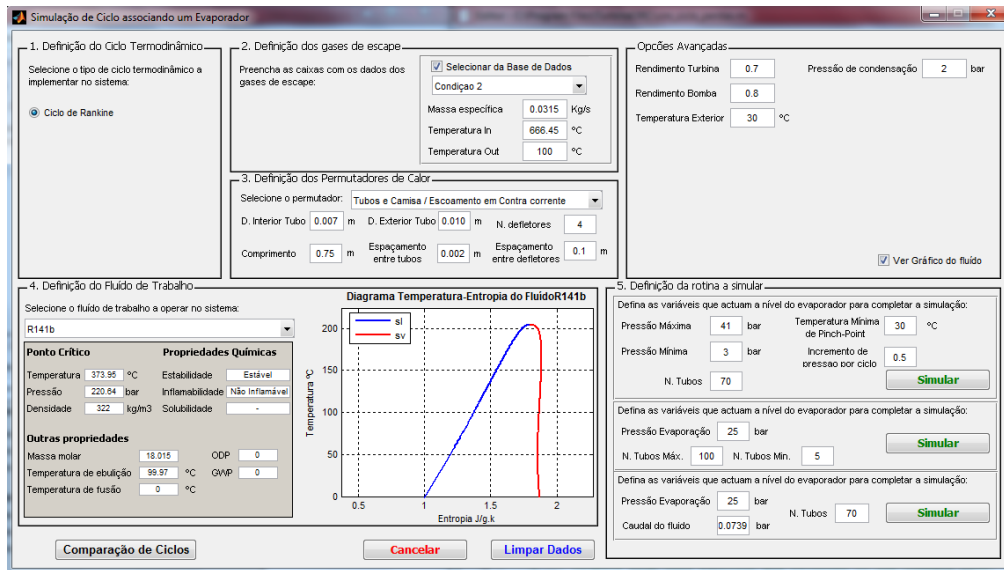 Simulação de Ciclo associando um Evaporador
1. Definição do Ciclo Termodinâmico
Selecione o tipo de ciclo termodinâmico a
implementar no sistema:
Ciclo de Rankine
2. Definição dos gases de escape
Preencha as caixas com os dados dos
gases de escape:
Selecionar da Base de Dados
Condiçao 2
Massa específica 0.0315 Kg/s
Temperatura In 666.45 ºC
Temperatura Out 100 ºC
3. Definição dos Permutadores de Calor
Selecione o permutador: Tubos e Camisa / Escoamento em Contra corrente
D. Interior Tubo 0.007 m D. Exterior Tubo 0.010 m N. defletores 4
Comprimento 0.75 m Espaçamento entre tubos 0.002 m Espaçamento entre defletores 0.1 m
Opcões Avançadas
Rendimento Turbina 0.7 Pressão de condensação 2 bar
Rendimento Bomba 0.8
Temperatura Exterior 30 ºC
Ver Gráfico do fluído
4. Definição do Fluído de Trabalho
Selecione o fluído de trabalho a operar no sistema:
R141b
Ponto Crítico Propriedades Químicas
Temperatura 373.95 ºC Estabilidade Estável
Pressão 220.64 bar Inflamabilidade Não Inflamável
Densidade 322 kg/m3 Solubilidade -
Outras propriedades
Massa molar 18.015 ODP 0
Temperatura de ebulição 99.97 ºC GWP 0
Temperatura de fusão 0 ºC
Diagrama Temperatura-Entropia do FluidoR141b
sl
sv
200
150
100
50
0
Temperatura ºC
0.5 1 1.5 2
Entropia J/g.k
5. Definição da rotina a simular
Defina as variáveis que actuam a nível do evaporador para completar a simulação:
Pressão Máxima 41 bar Temperatura Mínima de Pinch-Point 30 ºC
Pressão Mínima 3 bar Incremento de pressao por ciclo 0.5
N. Tubos 70 Simular
Defina as variáveis que actuam a nível do evaporador para completar a simulação:
Pressão Evaporação 25 bar
N. Tubos Máx. 100 N. Tubos Min. 5 Simular
Defina as variáveis que actuam a nível do evaporador para completar a simulação:
Pressão Evaporação 25 bar
Caudal do fluido 0.0739 bar N. Tubos 70 Simular
Comparação de Ciclos
Cancelar
Limpar Dados